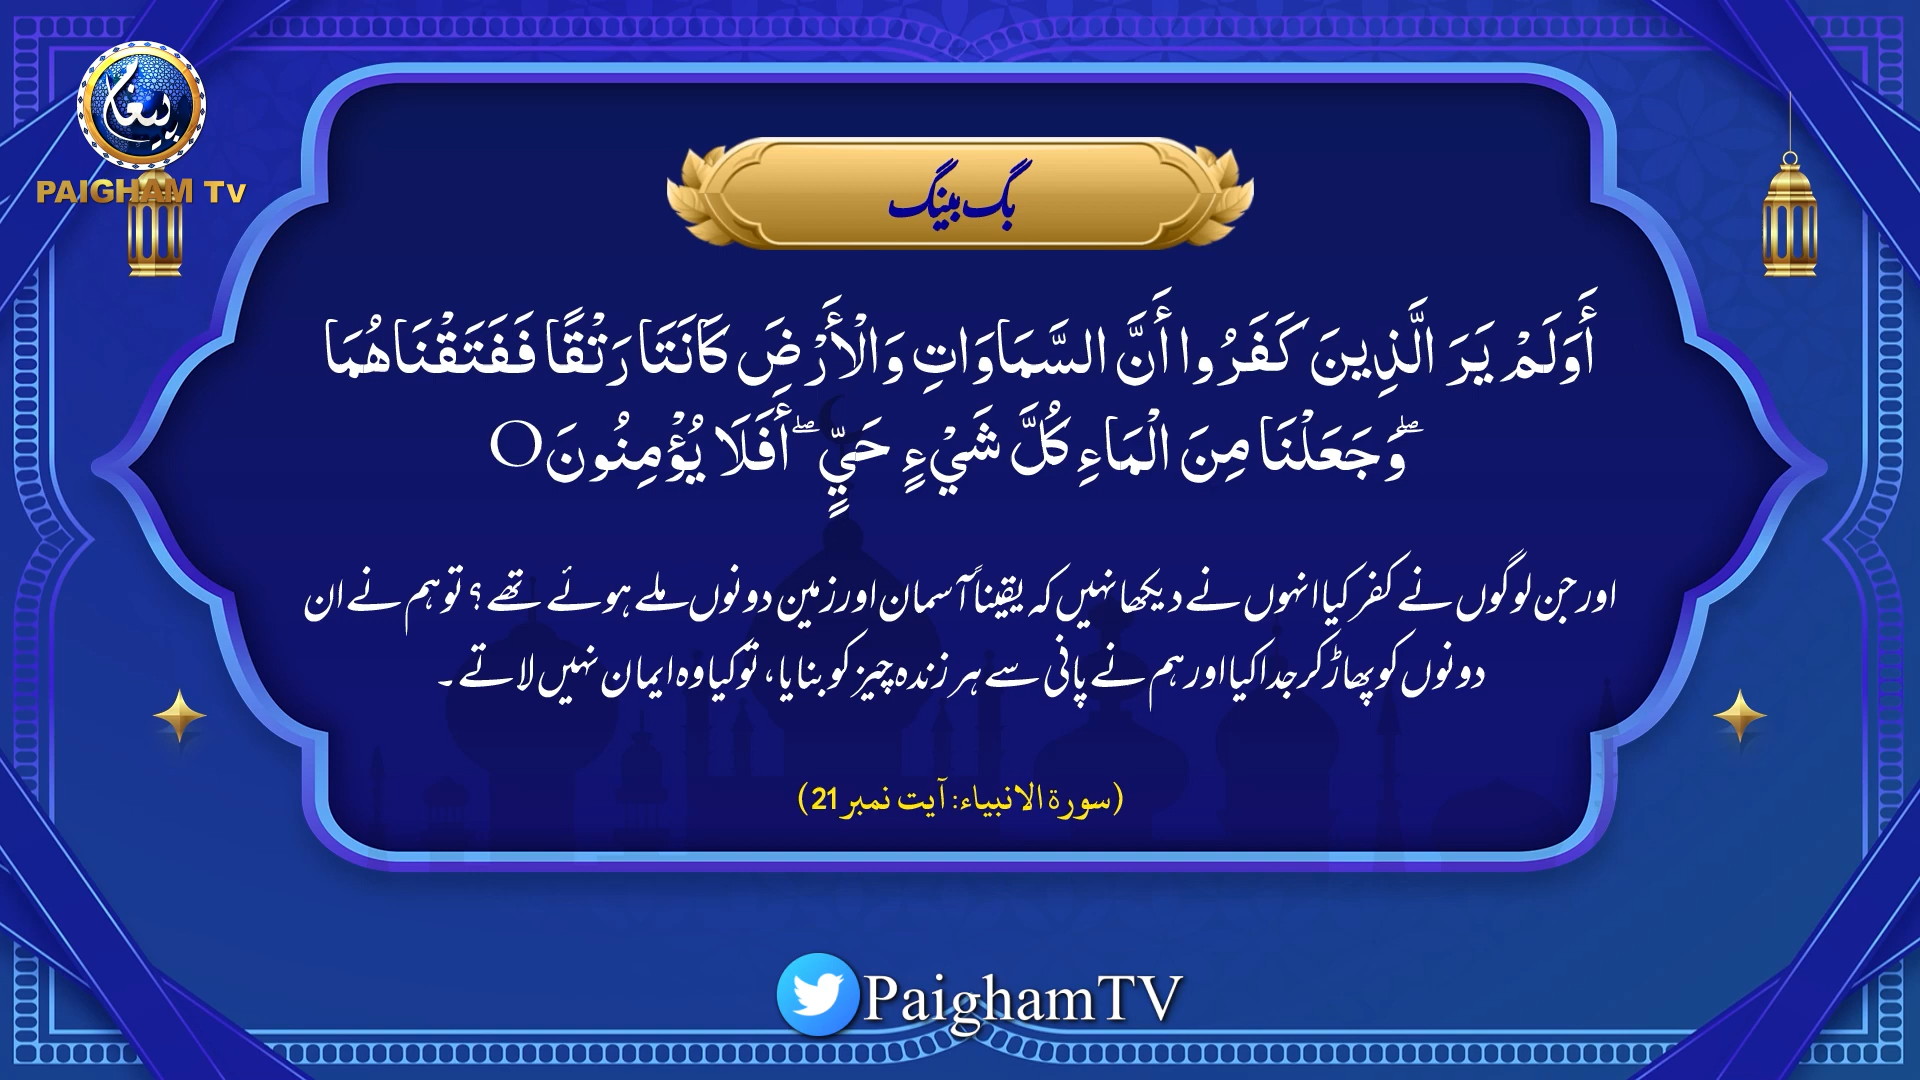 پیغام
PAIGHAM Tv
بگ بینگ
أَوَلَمْ يَرَ الَّذِينَ كَفَرُوا أَنَّ السَّمَاوَاتِ وَالْأَرْضَ كَانَتَا رَتْقًا فَفَتَقْنَاهُمَا
ۖ وَجَعَلْنَا مِنَ الْمَاءِ كُلَّ شَيْءٍ حَيٍّ ۖ أَفَلَا يُؤْمِنُونَ○
اور جن لوگوں نے کفر کیا انہوں نے دیکھا نہیں کہ یقیناً آسمان اور زمین دونوں ملے ہوئے تھے ؟ تو ہم نے ان
دونوں کو پھاڑ کر جدا کیا اور ہم نے پانی سے ہر زندہ چیز کو بنایا، تو کیا وہ ایمان نہیں لاتے ۔
(سورۃ الانبیاء: آیت نمبر 21)
PaighamTV